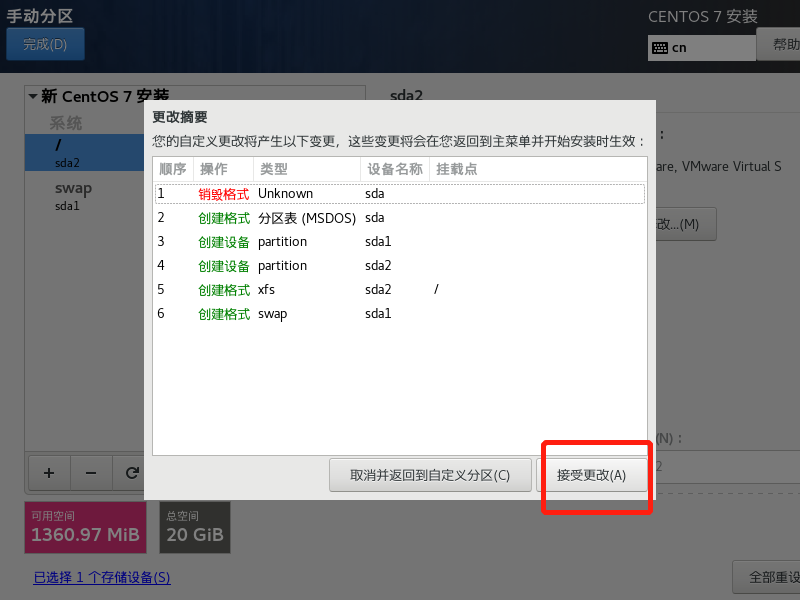 手动分区
CENTOS 7 安装
完成(D)
cn
帮助
新 CentOS 7 安装
sda2
系统
/
sda2
swap
sda1
更改摘要
您的自定义更改将产生以下变更，这些变更将会在您返回到主菜单并开始安装时生效：
顺序 操作 类型 设备名称 挂载点
1 销毁格式 Unknown sda
2 创建格式 分区表 (MSDOS) sda
3 创建设备 partition sda1
4 创建设备 partition sda2
5 创建格式 xfs sda2 /
6 创建格式 swap sda1
：
are, VMware Virtual S
改...(M)
(N)：
2
取消并返回到自定义分区(C)
接受更改(A)
可用空间
1360.97 MiB
总空间
20 GiB
已选择 1 个存储设备(S)
全部重设